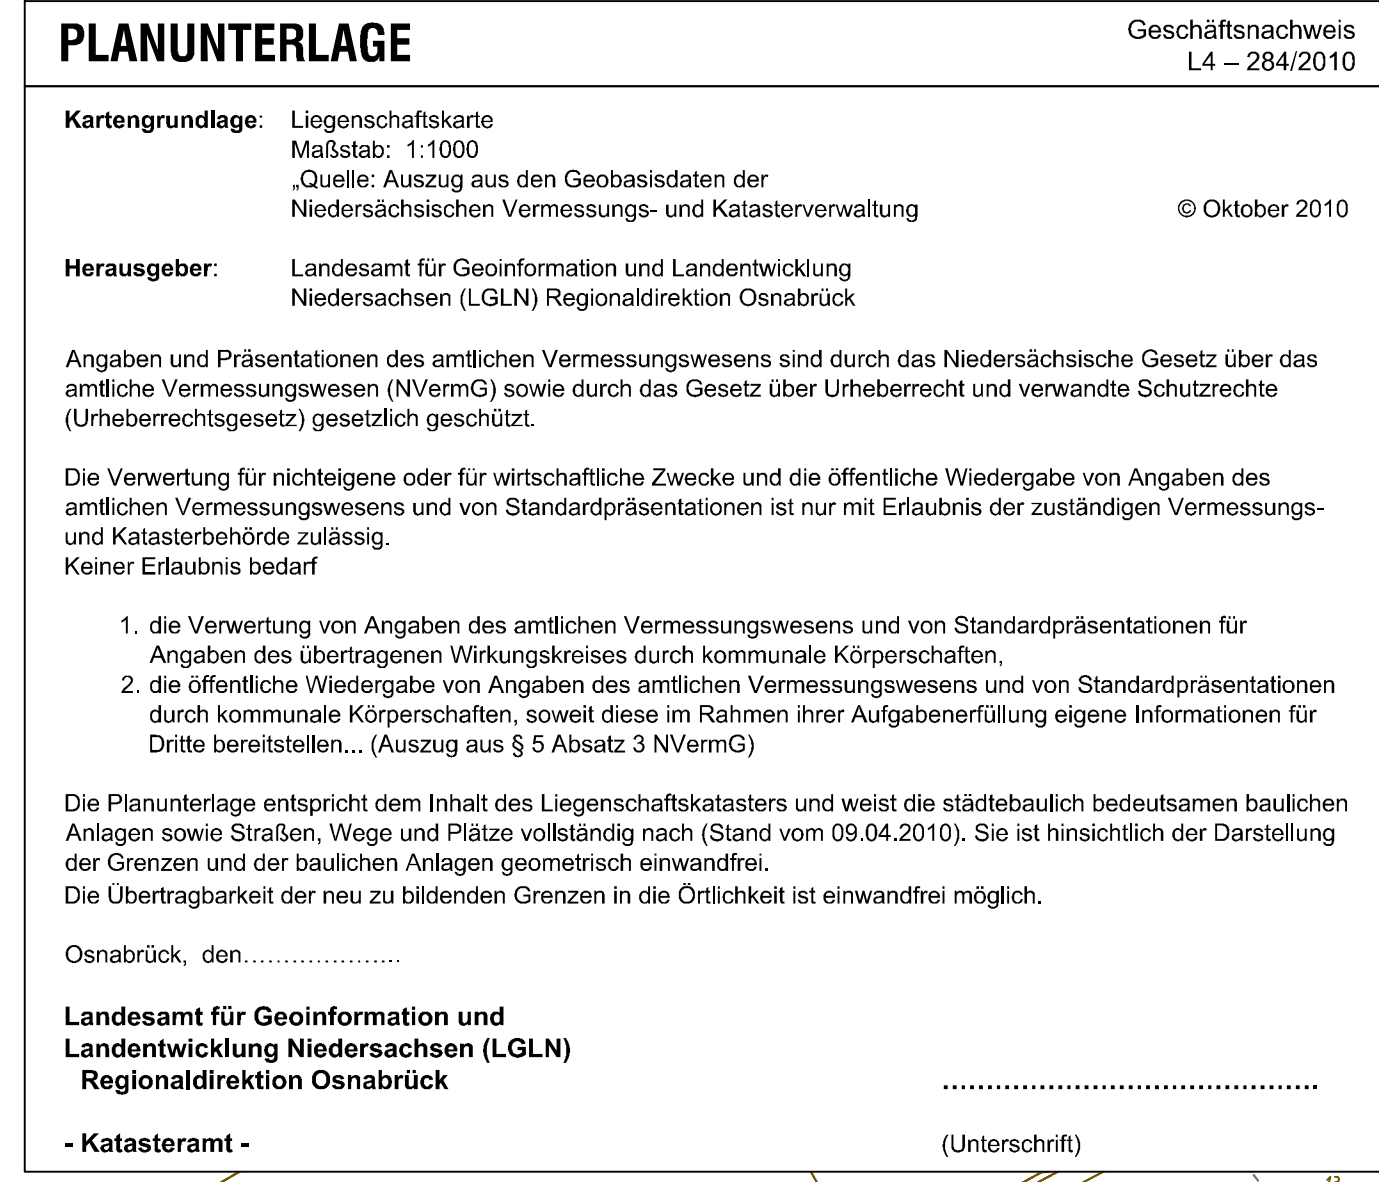 PLANUNTERLAGE
Geschäftsnachweis
L4 – 284/2010
Kartengrundlage: Liegenschaftskarte
Maßstab: 1:1000
„Quelle: Auszug aus den Geobasisdaten der
Niedersächsischen Vermessungs- und Katasterverwaltung © Oktober 2010
Herausgeber: Landesamt für Geoinformation und Landentwicklung
Niedersachsen (LGLN) Regionaldirektion Osnabrück
Angaben und Präsentationen des amtlichen Vermessungswesens sind durch das Niedersächsische Gesetz über das
amtliche Vermessungswesen (NVermG) sowie durch das Gesetz über Urheberrecht und verwandte Schutzrechte
(Urheberrechtsgesetz) gesetzlich geschützt.
Die Verwertung für nichteigene oder für wirtschaftliche Zwecke und die öffentliche Wiedergabe von Angaben des
amtlichen Vermessungswesens und von Standardpräsentationen ist nur mit Erlaubnis der zuständigen Vermessungs-
und Katasterbehörde zulässig.
Keiner Erlaubnis bedarf
1. die Verwertung von Angaben des amtlichen Vermessungswesens und von Standardpräsentationen für
Angaben des übertragenen Wirkungskreises durch kommunale Körperschaften,
2. die öffentliche Wiedergabe von Angaben des amtlichen Vermessungswesens und von Standardpräsentationen
durch kommunale Körperschaften, soweit diese im Rahmen ihrer Aufgabenerfüllung eigene Informationen für
Dritte bereitstellen... (Auszug aus § 5 Absatz 3 NVermG)
Die Planunterlage entspricht dem Inhalt des Liegenschaftskatasters und weist die städtebaulich bedeutsamen baulichen
Anlagen sowie Straßen, Wege und Plätze vollständig nach (Stand vom 09.04.2010). Sie ist hinsichtlich der Darstellung
der Grenzen und der baulichen Anlagen geometrisch einwandfrei.
Die Übertragbarkeit der neu zu bildenden Grenzen in die Örtlichkeit ist einwandfrei möglich.
Osnabrück, den....................
Landesamt für Geoinformation und
Landentwicklung Niedersachsen (LGLN)
Regionaldirektion Osnabrück ...........................................
- Katasteramt - (Unterschrift)